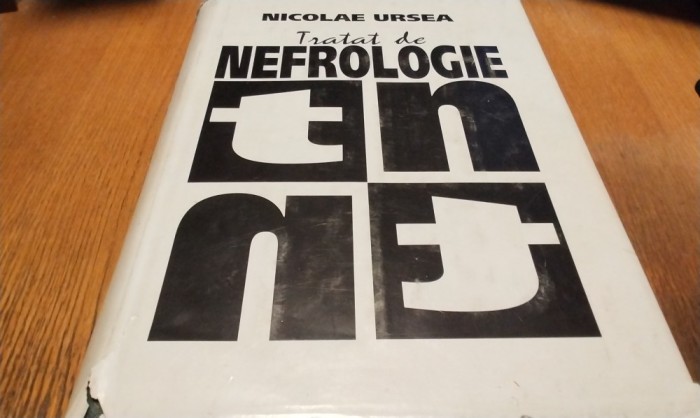 NICOLAE URSEA
Tratat de
NEFROLOGIE
tn
nt